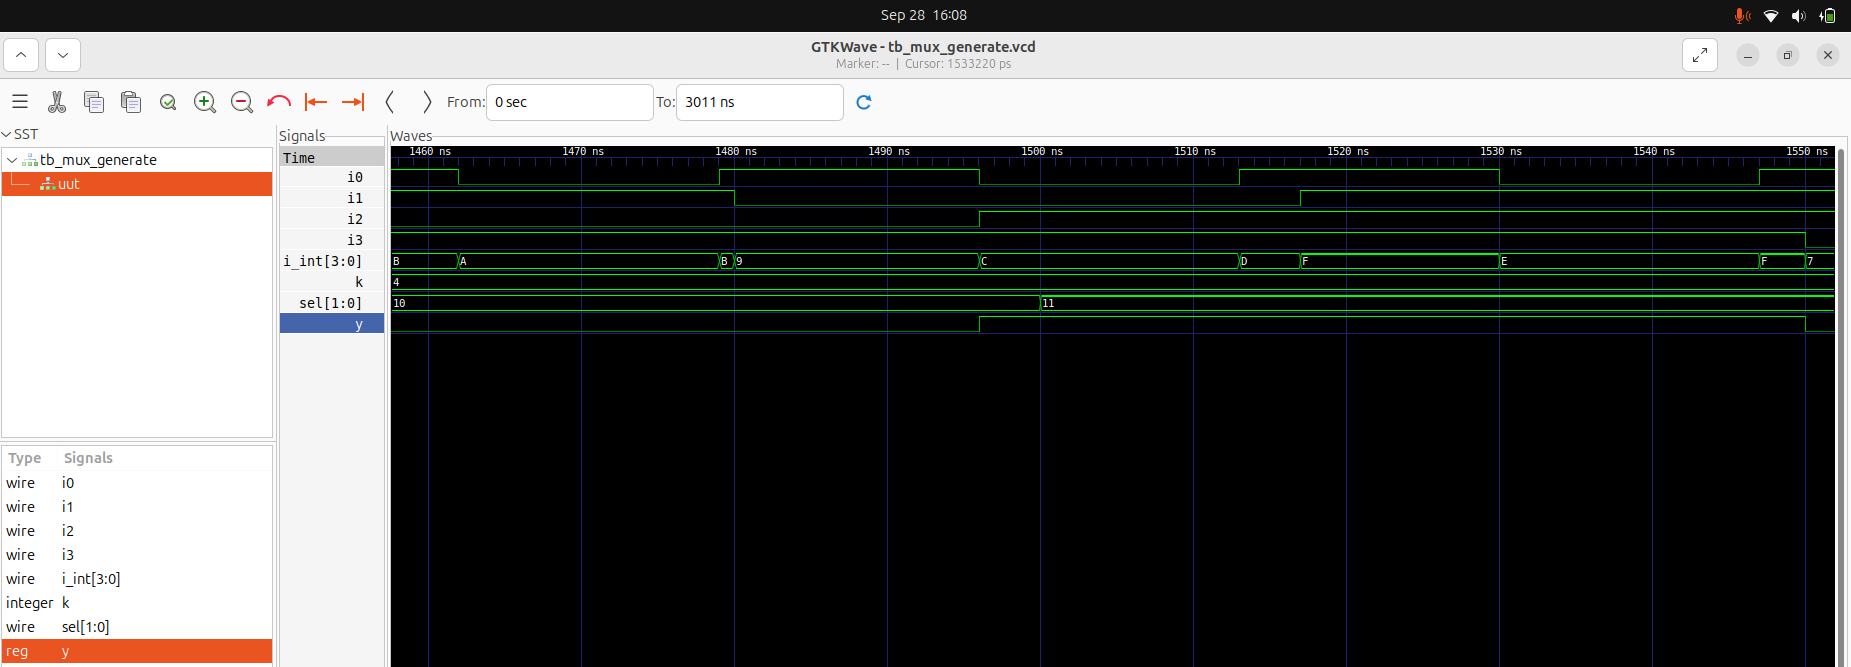 Sep 28 16:08
GTKWave - tb_mux_generate.vcd
Marker: -- | Cursor: 1533220 ps
From: 0 sec To: 3011 ns
SST
tb_mux_generate
uut
Type Signals
wire i0
wire i1
wire i2
wire i3
wire i_int[3:0]
integer k
wire sel[1:0]
reg y
Signals
Time
i0
i1
i2
i3
i_int[3:0]
k
sel[1:0]
y
Waves
1460 ns 1470 ns 1480 ns 1490 ns 1500 ns 1510 ns 1520 ns 1530 ns 1540 ns 1550 ns
B A B 9 C D F E F 7
4
10 11